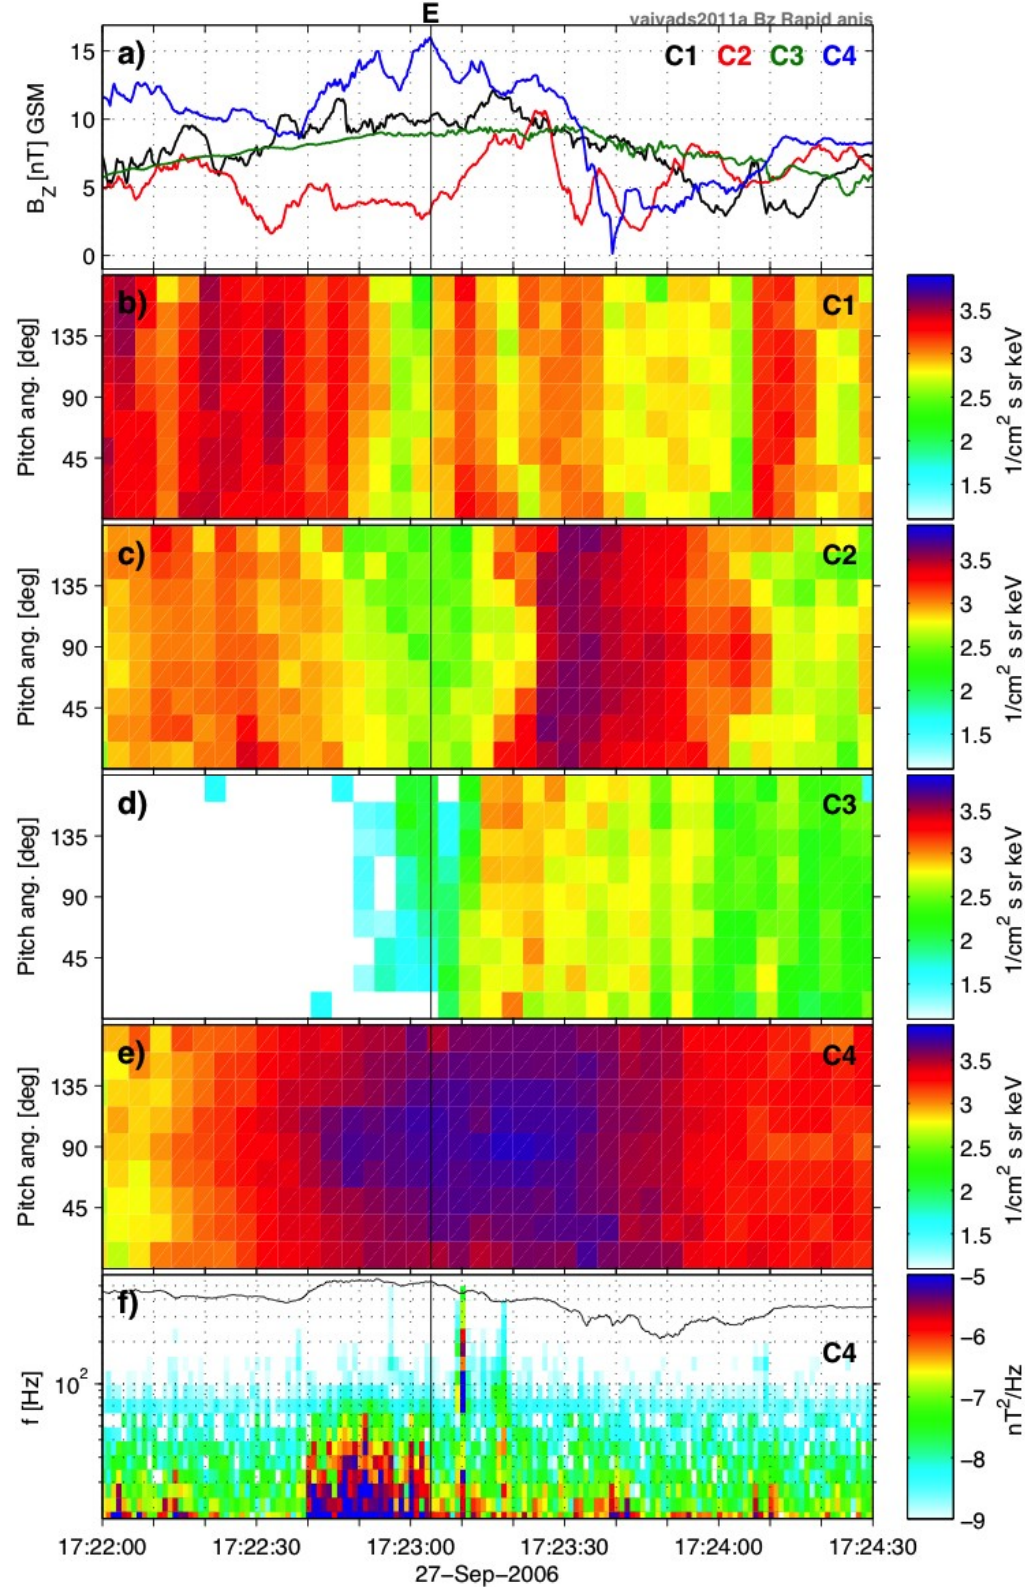 E
vaivads2011a Bz Rapid anis
a)
C1 C2 C3 C4
15
10
5
0
B_Z [nT] GSM
b)
C1
135
90
45
Pitch ang. [deg]
3.5
3
2.5
2
1.5
1/cm² s sr keV
c)
C2
135
90
45
Pitch ang. [deg]
3.5
3
2.5
2
1.5
1/cm² s sr keV
d)
C3
135
90
45
Pitch ang. [deg]
3.5
3
2.5
2
1.5
1/cm² s sr keV
e)
C4
135
90
45
Pitch ang. [deg]
3.5
3
2.5
2
1.5
1/cm² s sr keV
f)
C4
10²
f [Hz]
−5
−6
−7
−8
−9
nT²/Hz
17:22:00 17:22:30 17:23:00 17:23:30 17:24:00 17:24:30
27−Sep−2006